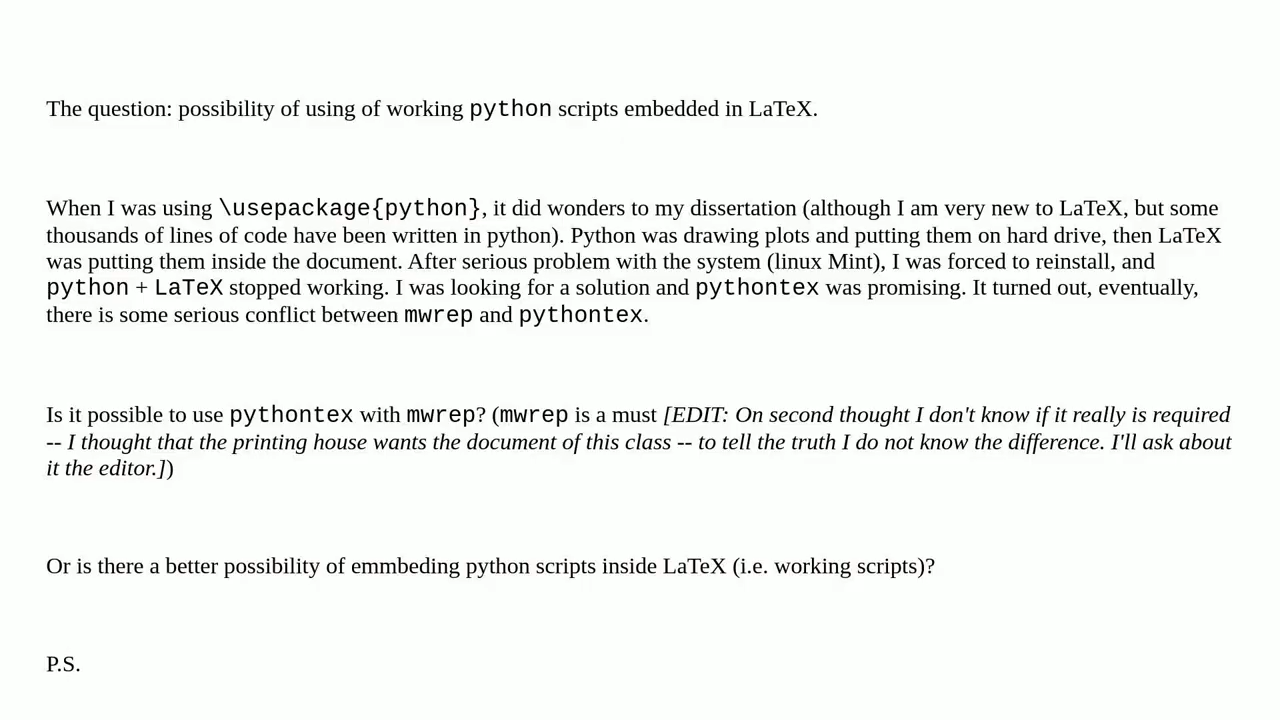 The question: possibility of using of working python scripts embedded in LaTeX.
When I was using \usepackage{python}, it did wonders to my dissertation (although I am very new to LaTeX, but some
thousands of lines of code have been written in python). Python was drawing plots and putting them on hard drive, then LaTeX
was putting them inside the document. After serious problem with the system (linux Mint), I was forced to reinstall, and
python + LaTeX stopped working. I was looking for a solution and pythontex was promising. It turned out, eventually,
there is some serious conflict between mwrep and pythontex.
Is it possible to use pythontex with mwrep? (mwrep is a must [EDIT: On second thought I don't know if it really is required
-- I thought that the printing house wants the document of this class -- to tell the truth I do not know the difference. I'll ask about
it the editor.])
Or is there a better possibility of emmbeding python scripts inside LaTeX (i.e. working scripts)?
P.S.